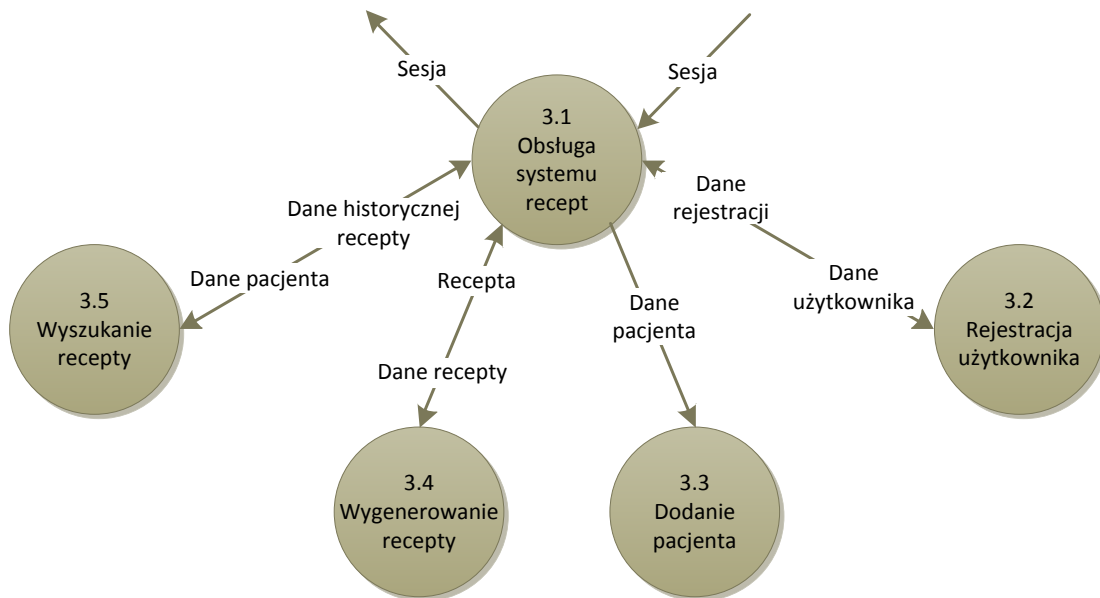 Sesja
Sesja
3.1
Obsługa
systemu
recept
Dane
rejestracji
Dane historycznej
recepty
Dane pacjenta
Recepta
Dane
pacjenta
Dane
użytkownika
3.5
Wyszukanie
recepty
3.2
Rejestracja
użytkownika
Dane recepty
3.4
Wygenerowanie
recepty
3.3
Dodanie
pacjenta